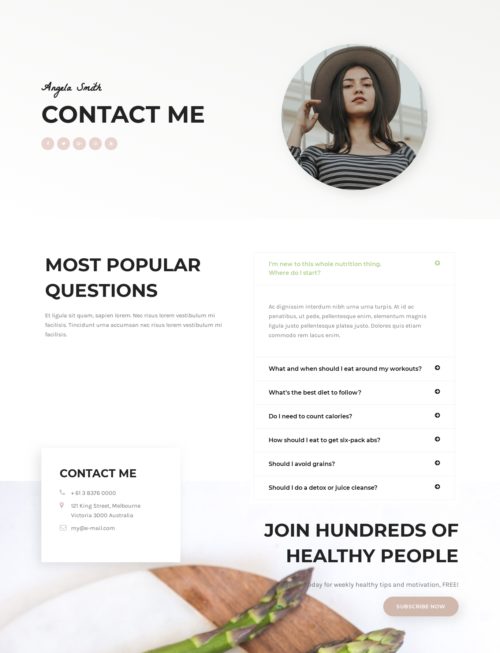 Angela Smith
CONTACT ME
MOST POPULAR
QUESTIONS
Et ligula sit quam, sapien lorem. Nec risus lorem vestibulum mi
facilisis. Tincidunt urna accumsan nec risus lorem vestibulum mi
facilisis.
I'm new to this whole nutrition thing.
Where do I start?
Ac dignissim interdum nibh urna urna turpis. At id ac
penatibus, ut pede, pellentesque enim, elementum magnis
ligula justo pellentesque platea justo. Dolores quis etiam
commodo rem lacus enim.
What and when should I eat around my workouts?
What's the best diet to follow?
Do I need to count calories?
How should I eat to get six-pack abs?
Should I avoid grains?
Should I do a detox or juice cleanse?
CONTACT ME
+ 61 3 8376 0000
121 King Street, Melbourne
Victoria 3000 Australia
my@e-mail.com
JOIN HUNDREDS OF
HEALTHY PEOPLE
for weekly healthy tips and motivation, FREE!
SUBSCRIBE NOW